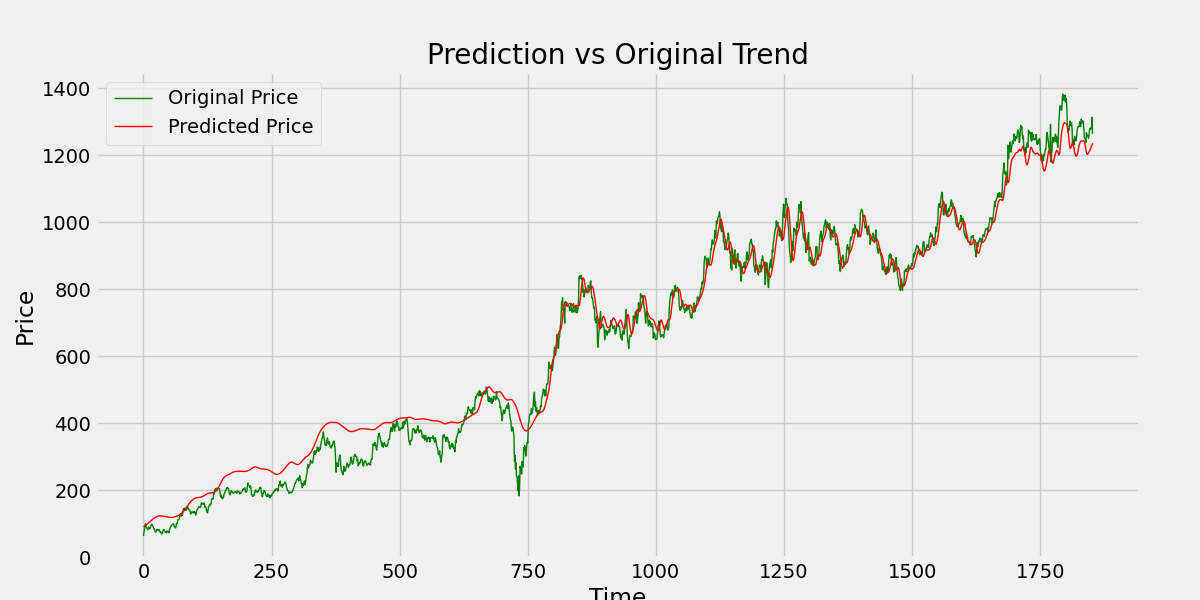 Prediction vs Original Trend
Original Price
Predicted Price
Price
1400
1200
1000
800
600
400
200
0
0 250 500 750 1000 1250 1500 1750
Time